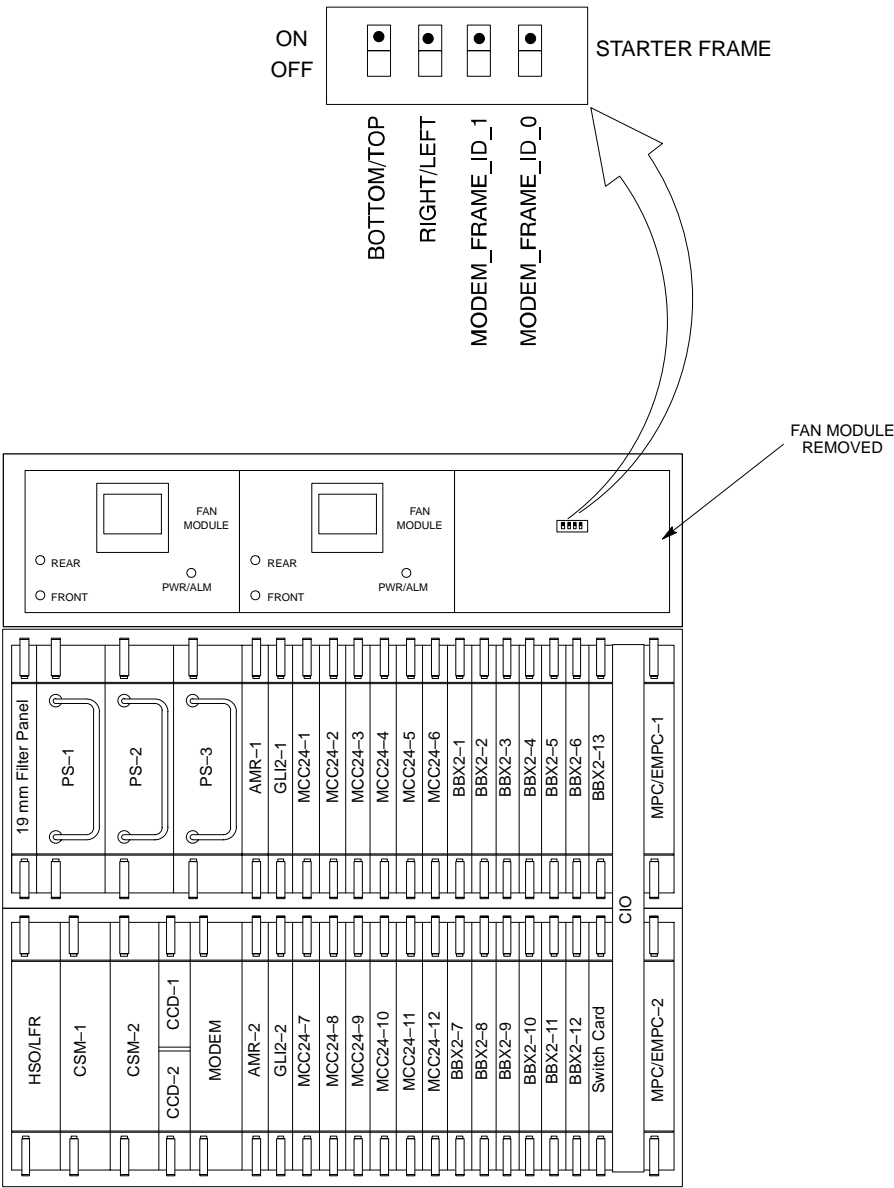 ON
OFF
STARTER FRAME
BOTTOM/TOP
RIGHT/LEFT
MODEM_FRAME_ID_1
MODEM_FRAME_ID_0
FAN MODULE
REMOVED
FAN
MODULE
REAR
FRONT
PWR/ALM
FAN
MODULE
REAR
FRONT
PWR/ALM
19 mm Filter Panel
PS–1
PS–2
PS–3
AMR–1
GLI2–1
MCC24–1
MCC24–2
MCC24–3
MCC24–4
MCC24–5
MCC24–6
BBX2–1
BBX2–2
BBX2–3
BBX2–4
BBX2–5
BBX2–6
BBX2–13
CIO
MPC/EMPC–1
HSO/LFR
CSM–1
CSM–2
CCD–1
CCD–2
MODEM
AMR–2
GLI2–2
MCC24–7
MCC24–8
MCC24–9
MCC24–10
MCC24–11
MCC24–12
BBX2–7
BBX2–8
BBX2–9
BBX2–10
BBX2–11
BBX2–12
Switch Card
MPC/EMPC–2